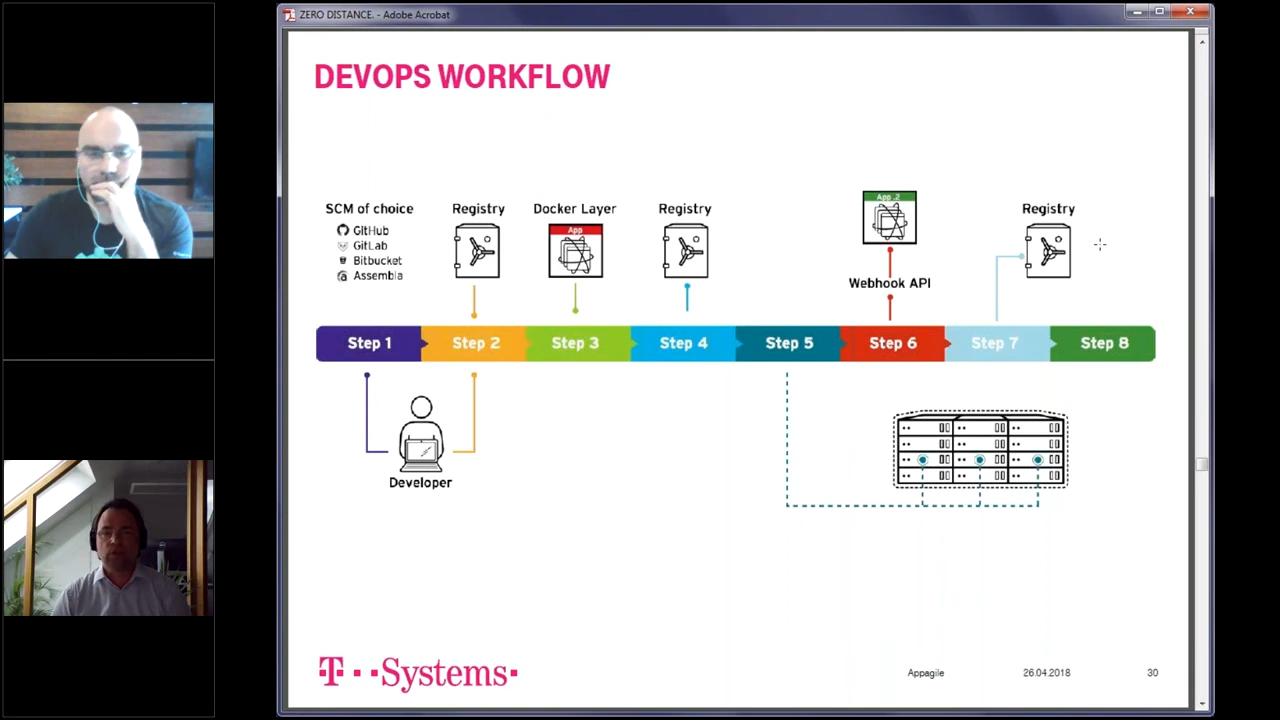 ZERO DISTANCE. - Adobe Acrobat
DEVOPS WORKFLOW
SCM of choice
GitHub
GitLab
Bitbucket
Assembla
Registry
Docker Layer
App
Registry
App .2
Webhook API
Registry
Step 1
Step 2
Step 3
Step 4
Step 5
Step 6
Step 7
Step 8
Developer
T··Systems·
Appagile
26.04.2018
30